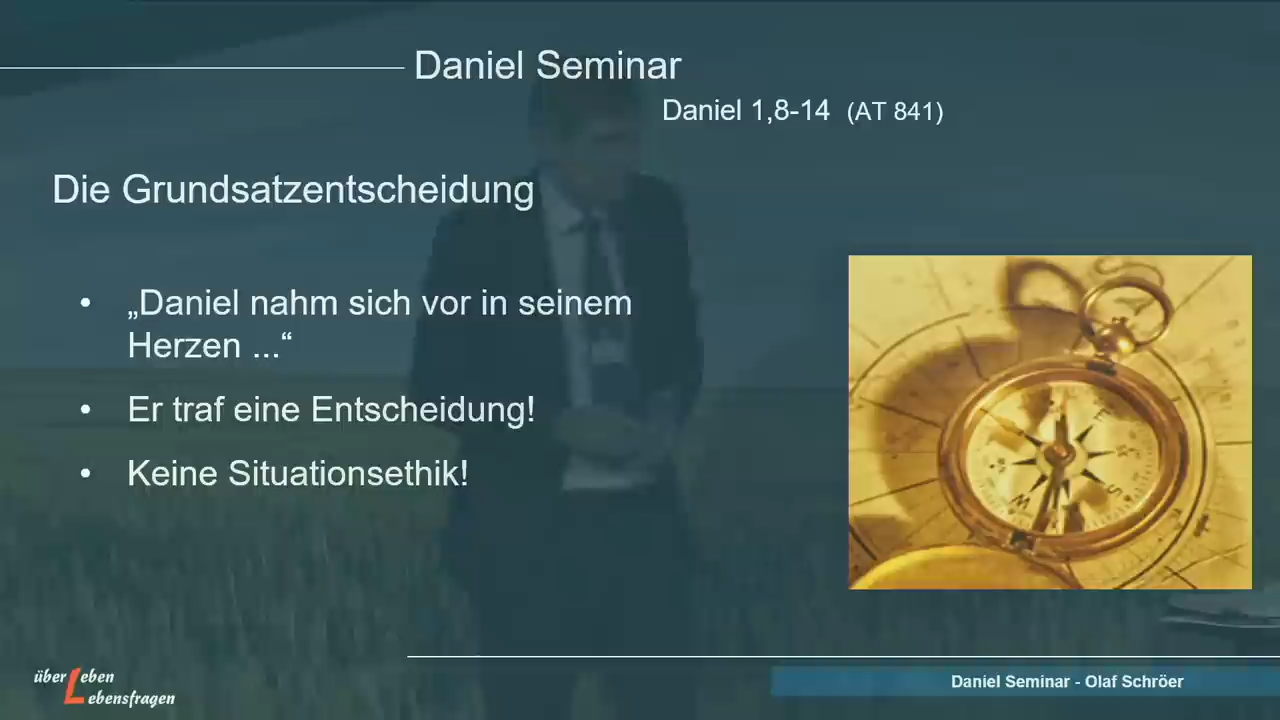 Daniel Seminar
Daniel 1,8-14 (AT 841)
Die Grundsatzentscheidung
• „Daniel nahm sich vor in seinem
Herzen ...“
• Er traf eine Entscheidung!
• Keine Situationsethik!
E
S
W
über Leben
Lebensfragen
Daniel Seminar - Olaf Schröer